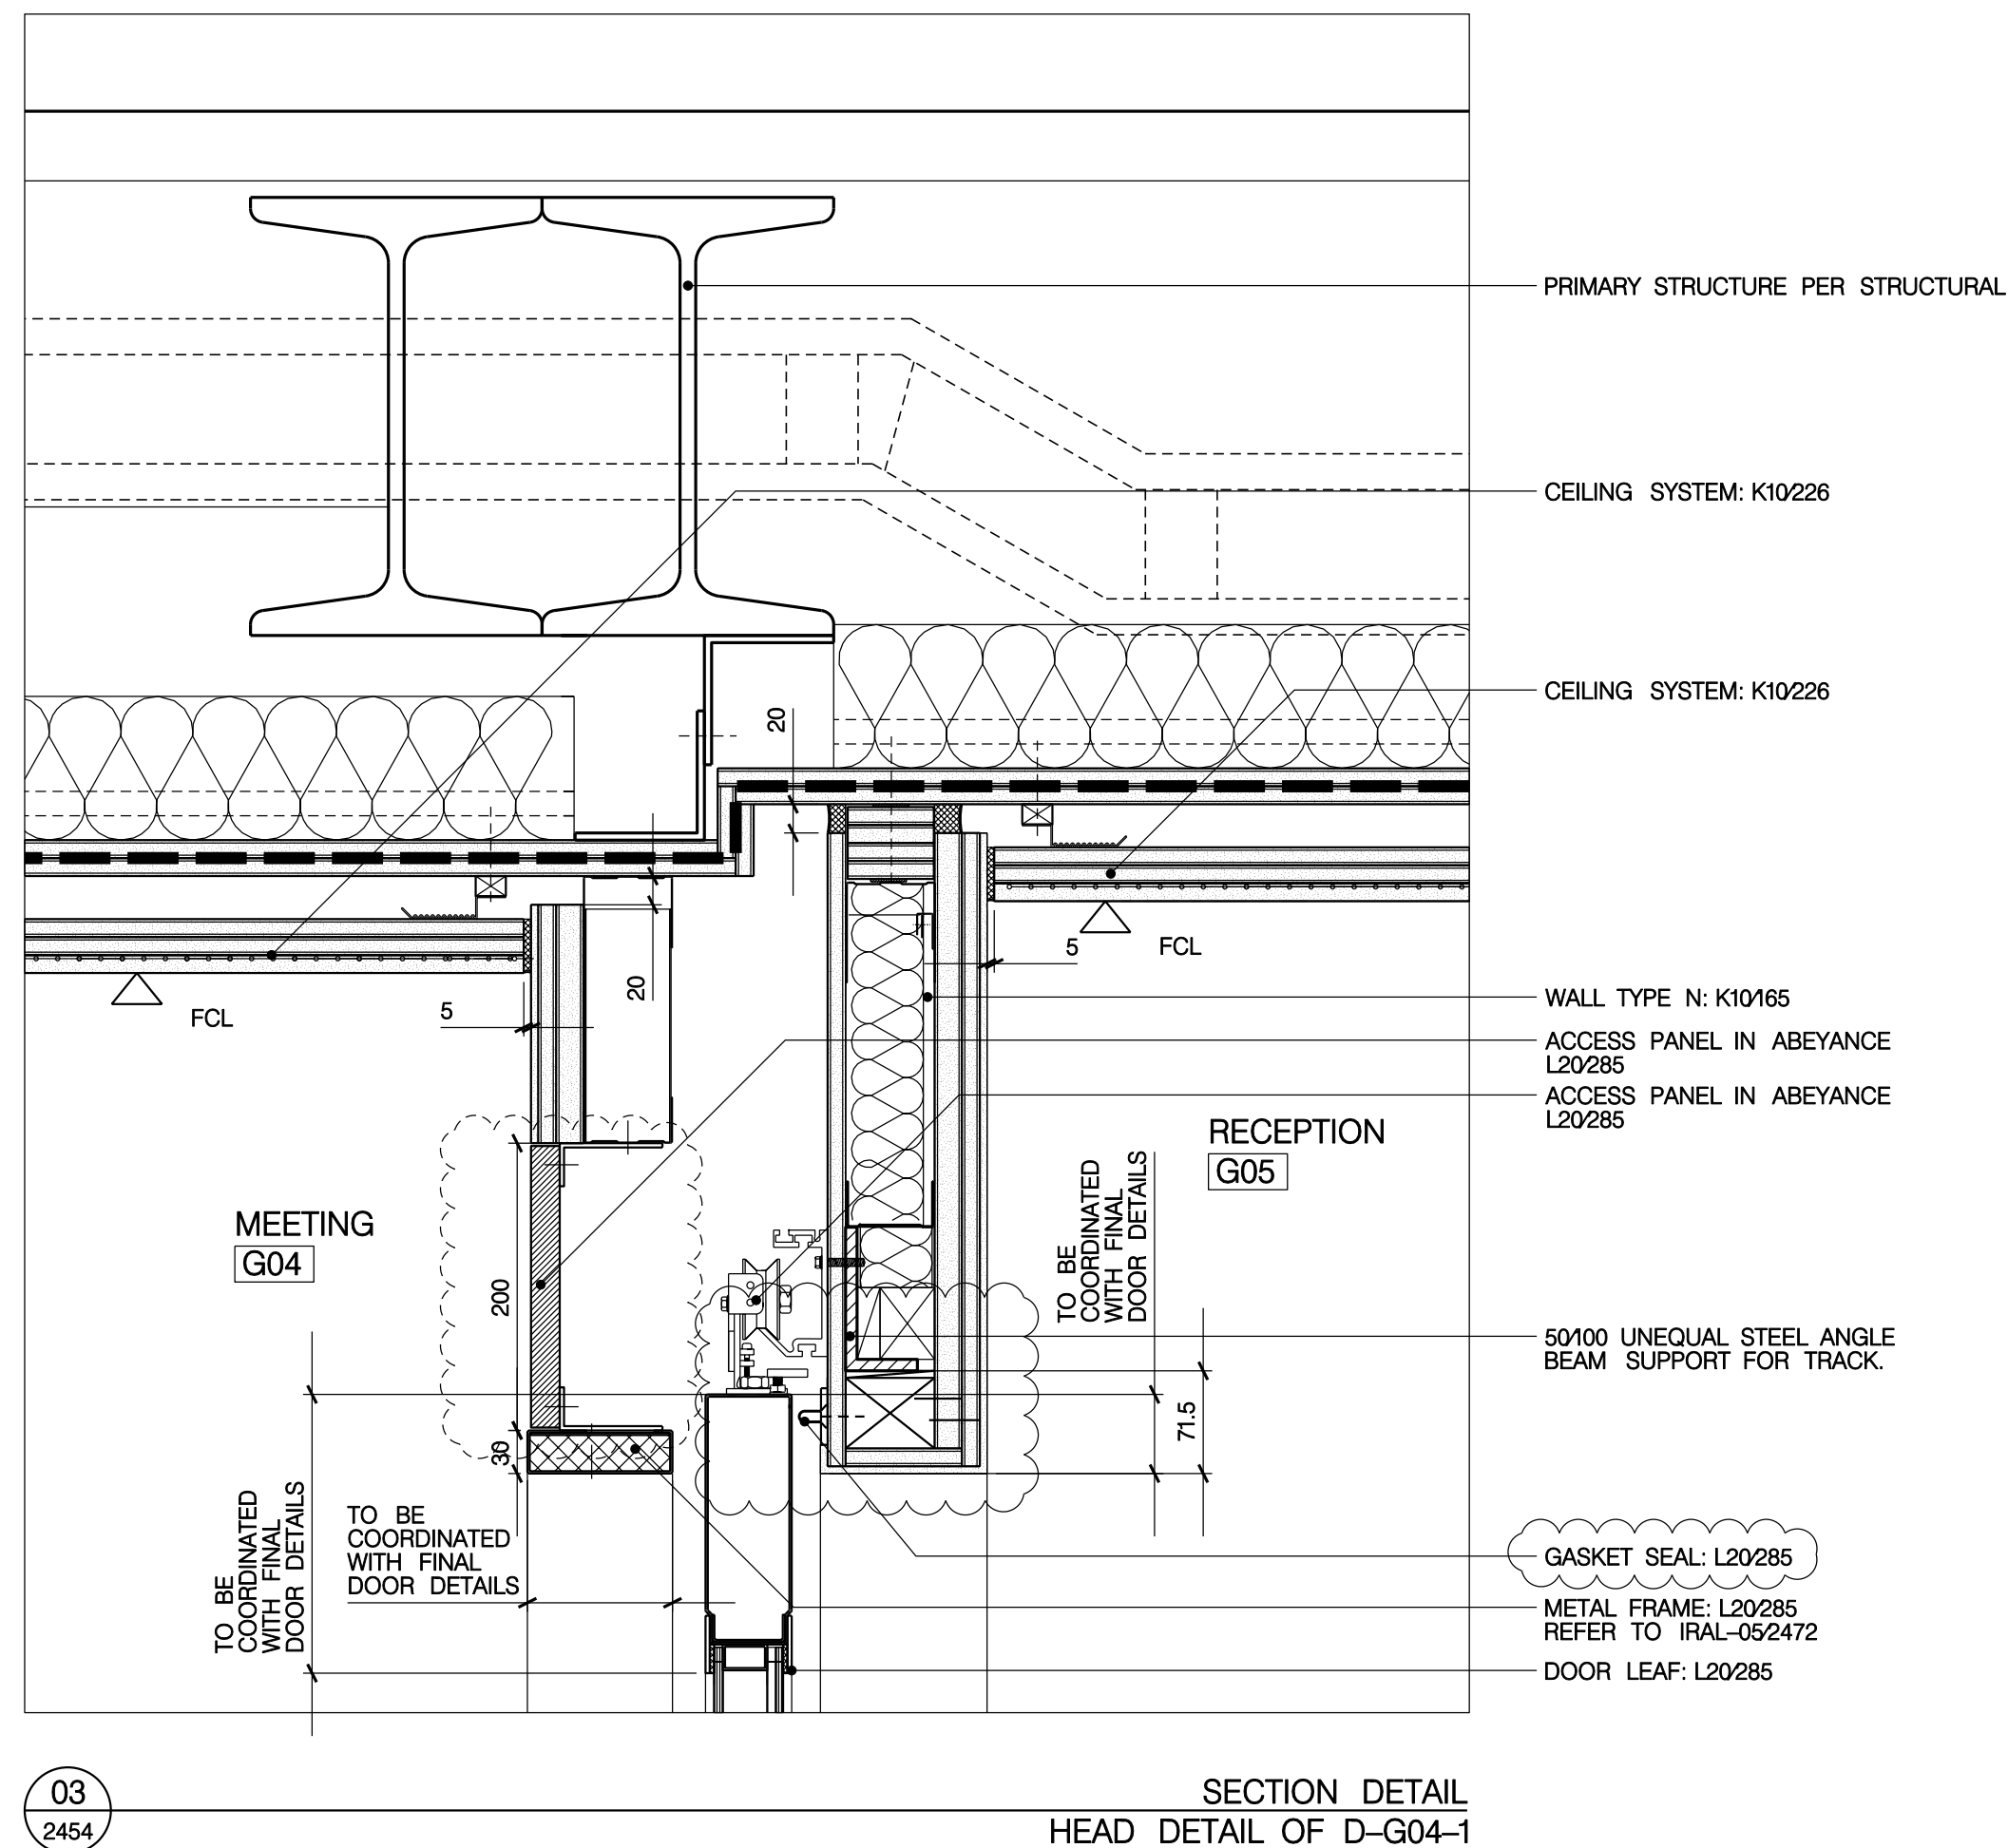 PRIMARY STRUCTURE PER STRUCTURAL
CEILING SYSTEM: K10/226
CEILING SYSTEM: K10/226
20
FCL
5
20
5
FCL
WALL TYPE N: K10/165
ACCESS PANEL IN ABEYANCE
L20/285
ACCESS PANEL IN ABEYANCE
L20/285
RECEPTION
G05
MEETING
G04
200
30
TO BE
COORDINATED
WITH FINAL
DOOR DETAILS
71.5
50/100 UNEQUAL STEEL ANGLE
BEAM SUPPORT FOR TRACK.
TO BE
COORDINATED
WITH FINAL
DOOR DETAILS
TO BE
COORDINATED
WITH FINAL
DOOR DETAILS
GASKET SEAL: L20/285
METAL FRAME: L20/285
REFER TO IRAL-05/2472
DOOR LEAF: L20/285
03
2454
SECTION DETAIL
HEAD DETAIL OF D-G04-1